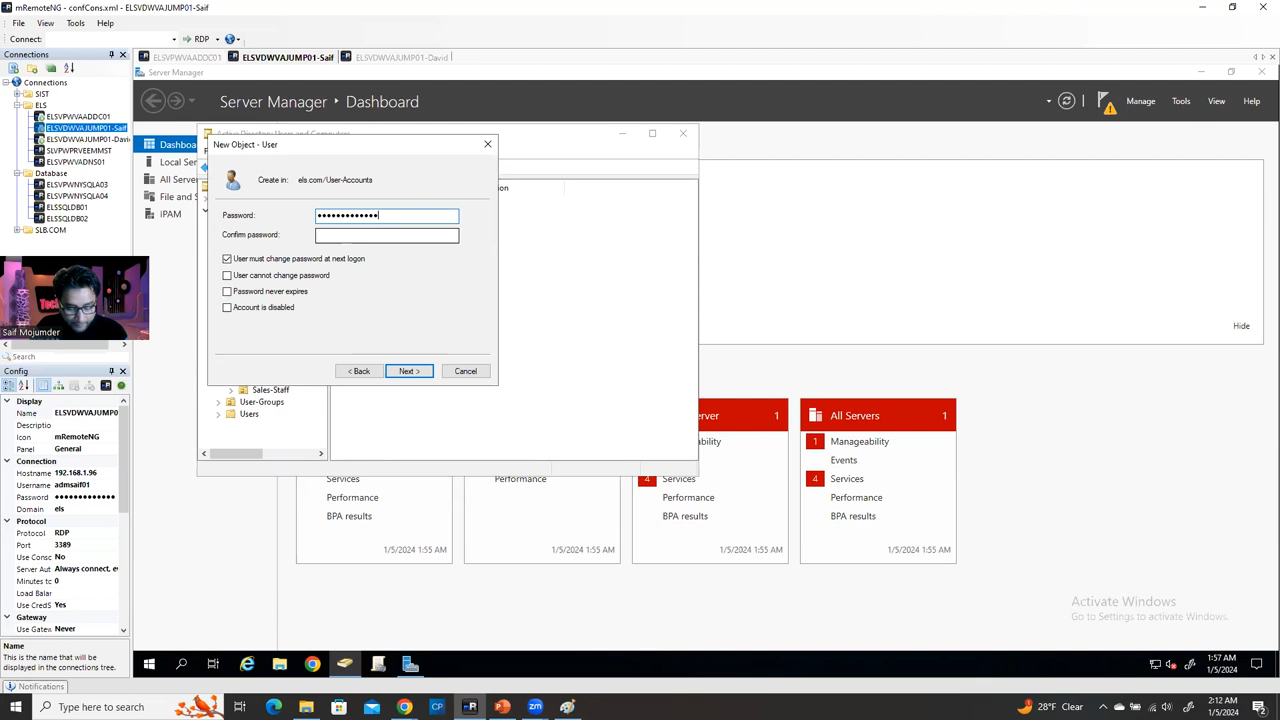 mRemoteNG - confCons.xml - ELSVDWVAJUMP01-Saif
File View Tools Help
Connect: RDP
Connections
ELSVPWVAADDC01 ELSVDWVAJUMP01-Saif ELSVDWVAJUMP01-David
Server Manager
Connections
SIST
ELS
ELSVPWVAADDC01
ELSVDWVAJUMP01-Saif
ELSVDWVAJUMP01-Davi
SVLPWPRVEEMMST
ELSVPWVADNS01
Database
ELSVPWNYSQLA03
ELSVPWNYSQLA04
ELSSQLDB01
ELSSQLDB02
SLB.COM
Server Manager Dashboard
Manage Tools View Help
Dashboa
Local Ser
All Serve
File and S
IPAM
Active Directory Users and Computers
New Object - User
Create in: els.com/User-Accounts
Password: •••••••••••••
Confirm password:
User must change password at next logon
User cannot change password
Password never expires
Account is disabled
< Back Next > Cancel
Sales-Staff
User-Groups
Users
Hide
Saif Mojumder
Search
Config
Display
Name ELSVDWVAJUMP0
Descriptio
Icon mRemoteNG
Panel General
Connection
Hostname 192.168.1.96
Username admsaif01
Password •••••••••••••
Domain els
Protocol
Protocol RDP
Port 3389
Use Consc No
Server Aut Always connect, e
Minutes to 0
Load Balar
Use CredS Yes
Gateway
Use Gatew Never
Name
This is the name that will be
displayed in the connections tree.
Notifications
Services
Performance
BPA results
1/5/2024 1:55 AM
Performance
1/5/2024 1:55 AM
rver 1
ability
4 Services
Performance
BPA results
1/5/2024 1:55 AM
All Servers 1
1 Manageability
Events
4 Services
Performance
BPA results
1/5/2024 1:55 AM
Activate Windows
Go to Settings to activate Windows.
1:57 AM
1/5/2024
Type here to search
28°F Clear
2:12 AM
1/5/2024